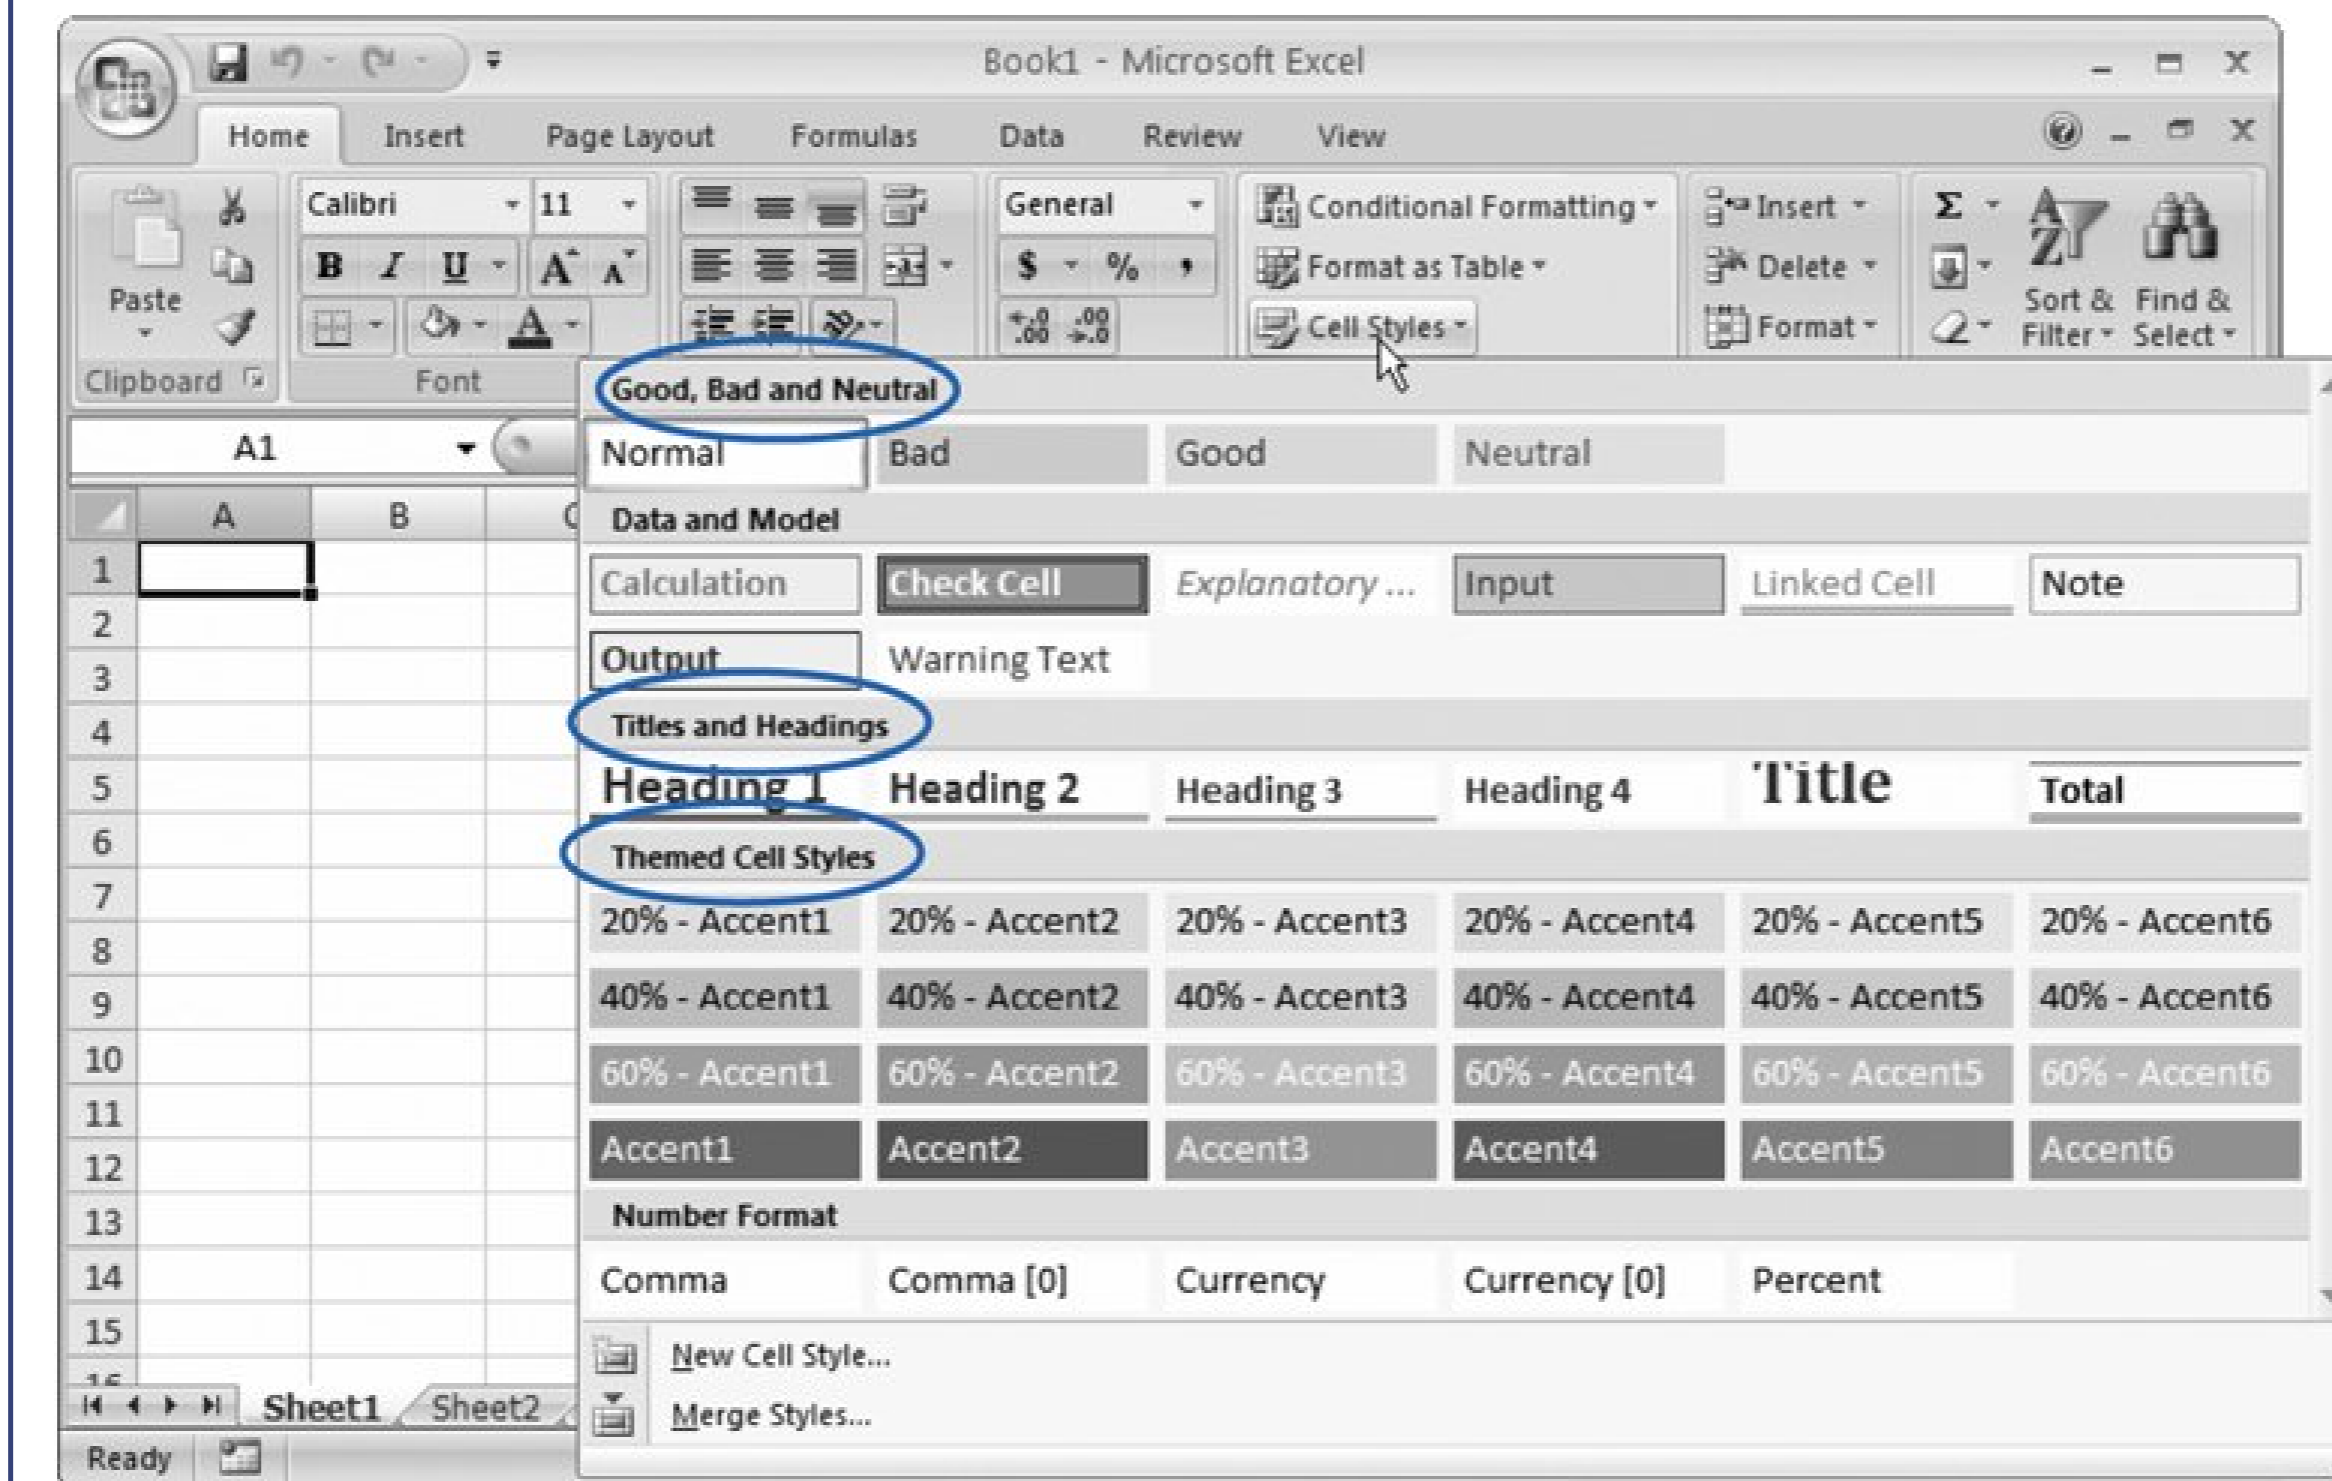 Book1 - Microsoft Excel
Home Insert Page Layout Formulas Data Review View
Calibri 11 General Conditional Formatting Insert Σ
B I U A A $ % , Format as Table Delete
Paste Cell Styles Format Sort & Filter Find & Select
Clipboard Font
Good, Bad and Neutral
A1 Normal Bad Good Neutral
A B C Data and Model
1 Calculation Check Cell Explanatory ... Input Linked Cell Note
2
3 Output Warning Text
4 Titles and Headings
5 Heading 1 Heading 2 Heading 3 Heading 4 Title Total
6 Themed Cell Styles
7 20% - Accent1 20% - Accent2 20% - Accent3 20% - Accent4 20% - Accent5 20% - Accent6
8
9 40% - Accent1 40% - Accent2 40% - Accent3 40% - Accent4 40% - Accent5 40% - Accent6
10 60% - Accent1 60% - Accent2 60% - Accent3 60% - Accent4 60% - Accent5 60% - Accent6
11
12 Accent1 Accent2 Accent3 Accent4 Accent5 Accent6
13 Number Format
14 Comma Comma [0] Currency Currency [0] Percent
15 New Cell Style...
16
Sheet1 Sheet2 Merge Styles...
Ready